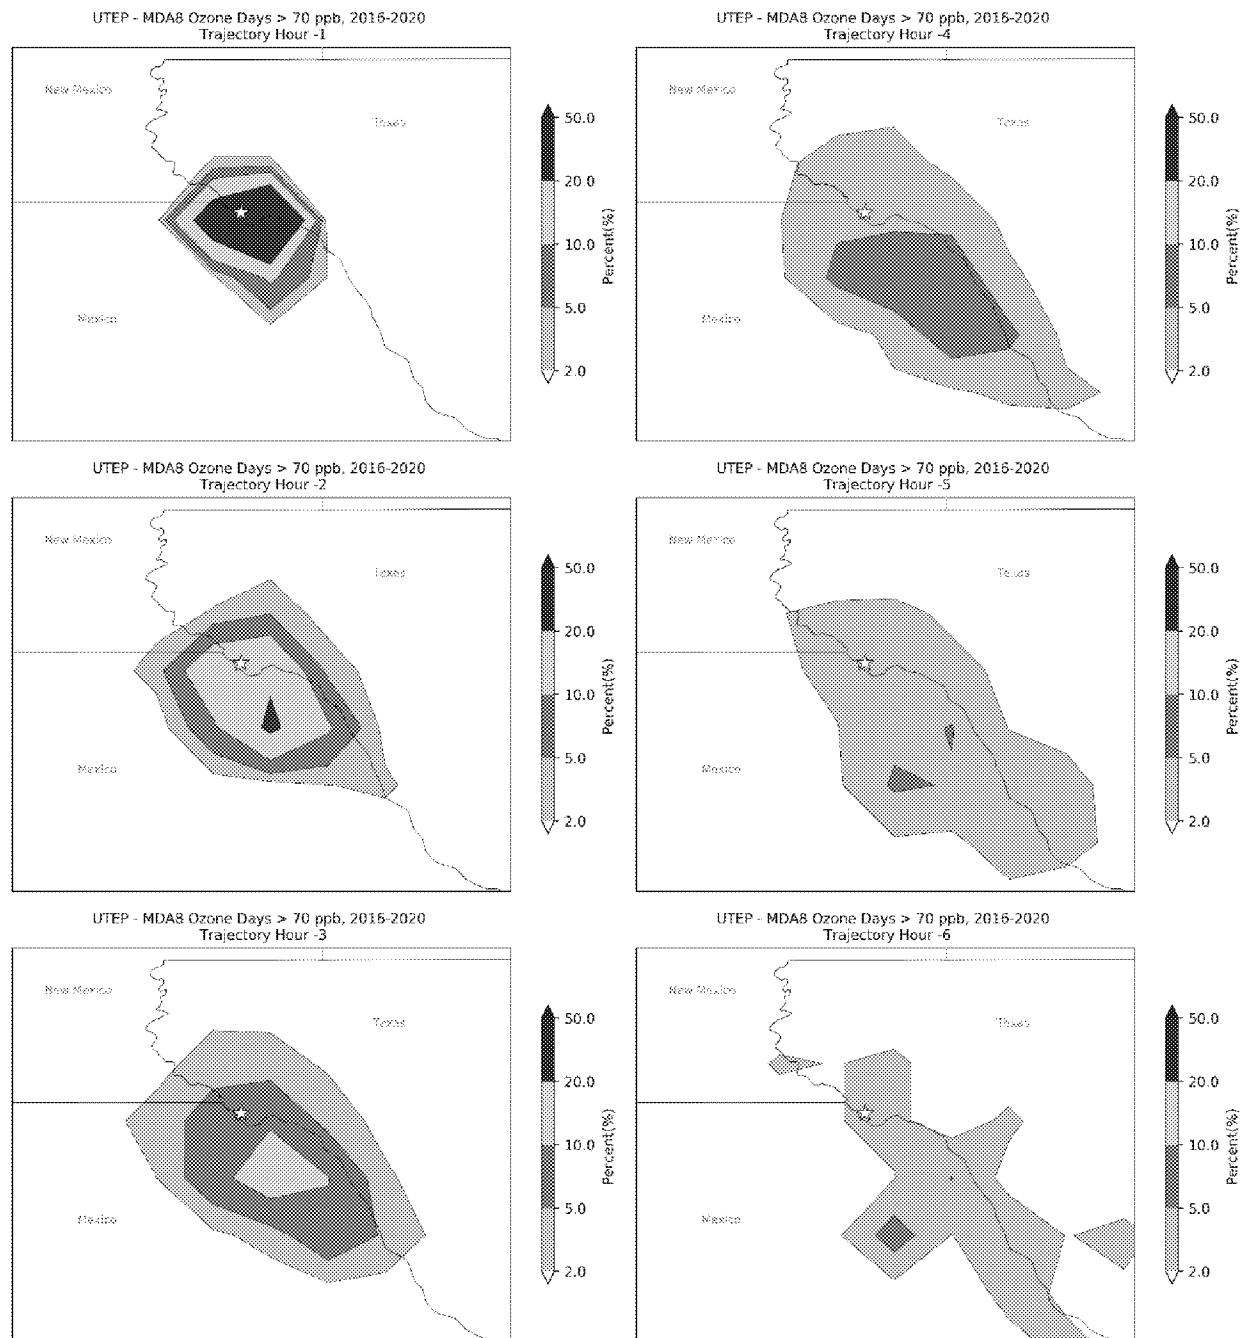 UTEP - MDA8 Ozone Days > 70 ppb, 2016-2020
Trajectory Hour -1
New Mexico
Texas
Mexico
50.0
20.0
10.0
5.0
2.0
Percent(%)
UTEP - MDA8 Ozone Days > 70 ppb, 2016-2020
Trajectory Hour -4
New Mexico
Texas
Mexico
50.0
20.0
10.0
5.0
2.0
Percent(%)
UTEP - MDA8 Ozone Days > 70 ppb, 2016-2020
Trajectory Hour -2
New Mexico
Texas
Mexico
50.0
20.0
10.0
5.0
2.0
Percent(%)
UTEP - MDA8 Ozone Days > 70 ppb, 2016-2020
Trajectory Hour -5
New Mexico
Texas
Mexico
50.0
20.0
10.0
5.0
2.0
Percent(%)
UTEP - MDA8 Ozone Days > 70 ppb, 2016-2020
Trajectory Hour -3
New Mexico
Texas
Mexico
50.0
20.0
10.0
5.0
2.0
Percent(%)
UTEP - MDA8 Ozone Days > 70 ppb, 2016-2020
Trajectory Hour -6
New Mexico
Texas
Mexico
50.0
20.0
10.0
5.0
2.0
Percent(%)